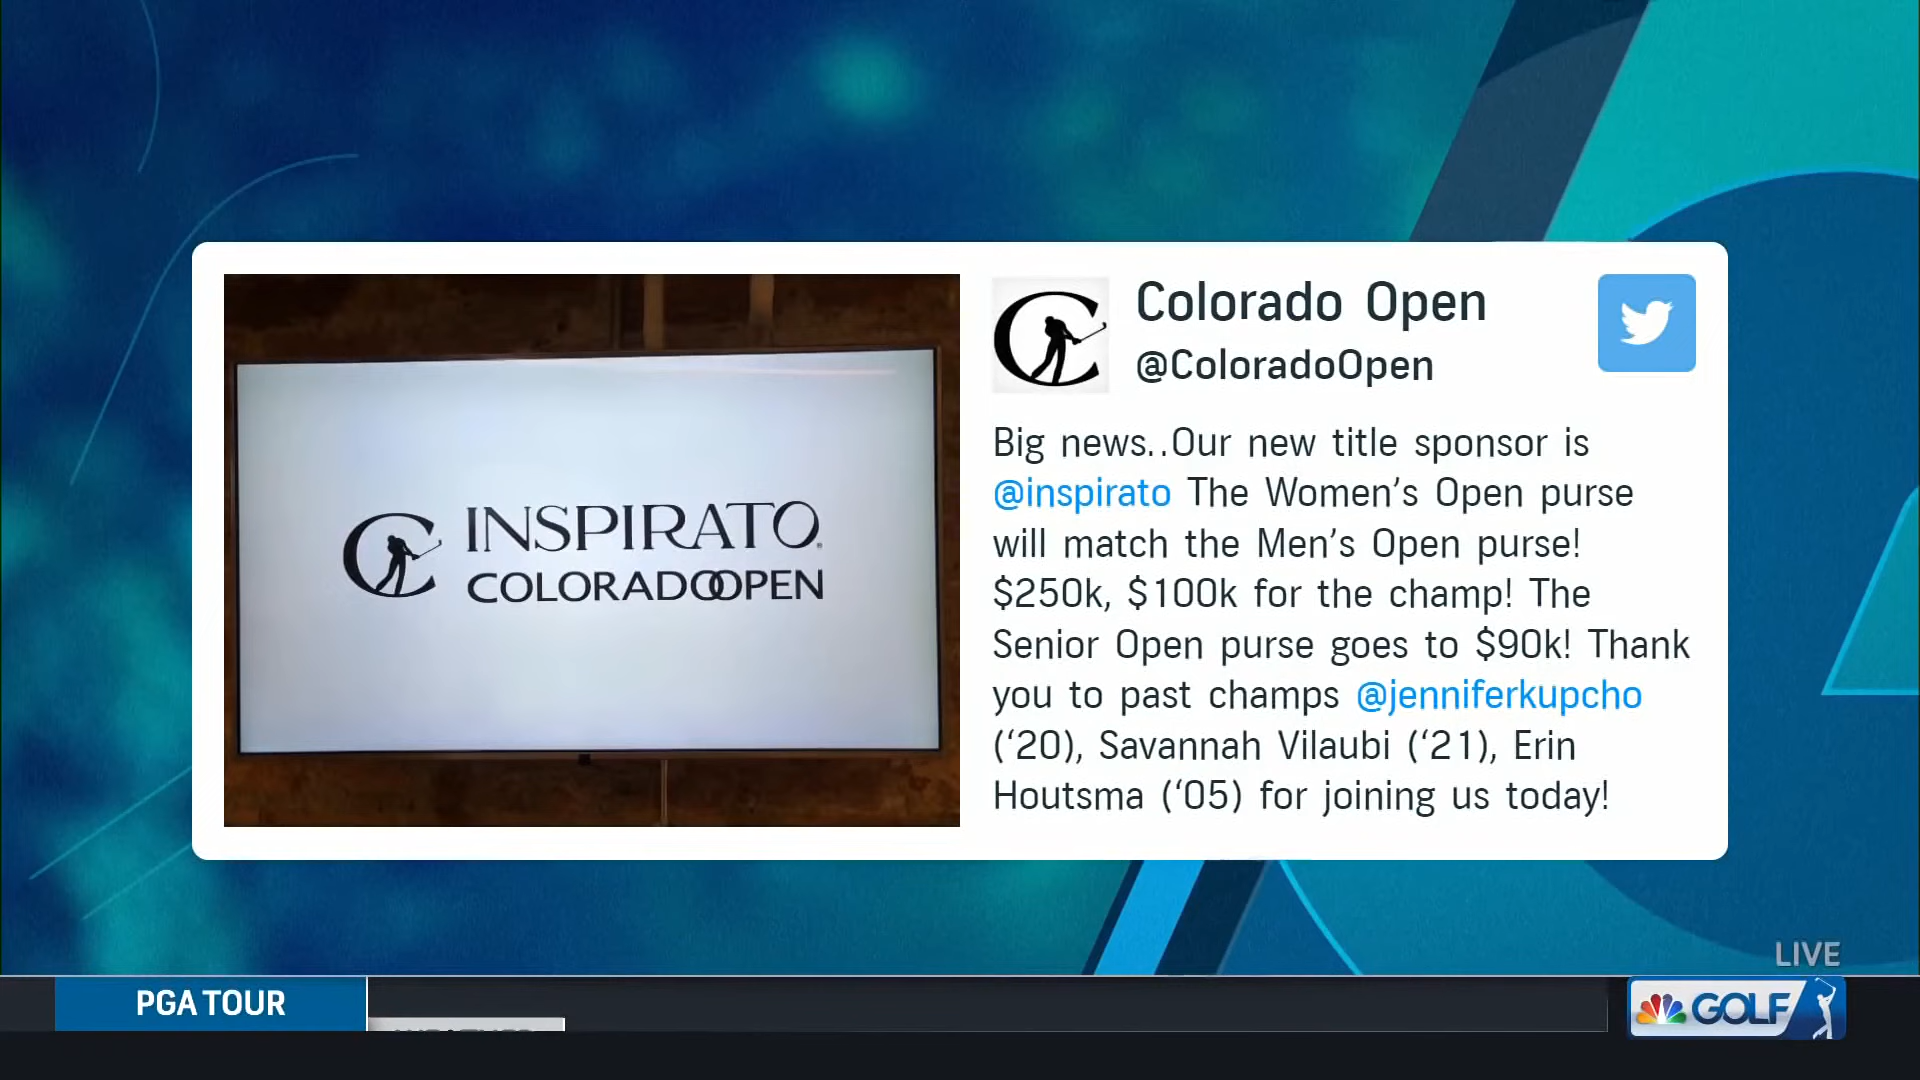 INSPIRATO
COLORADOOPEN
Colorado Open
@ColoradoOpen
Big news..Our new title sponsor is
@inspirato The Women’s Open purse
will match the Men’s Open purse!
$250k, $100k for the champ! The
Senior Open purse goes to $90k! Thank
you to past champs @jenniferkupcho
(‘20), Savannah Vilaubi (‘21), Erin
Houtsma (‘05) for joining us today!
LIVE
PGA TOUR
GOLF